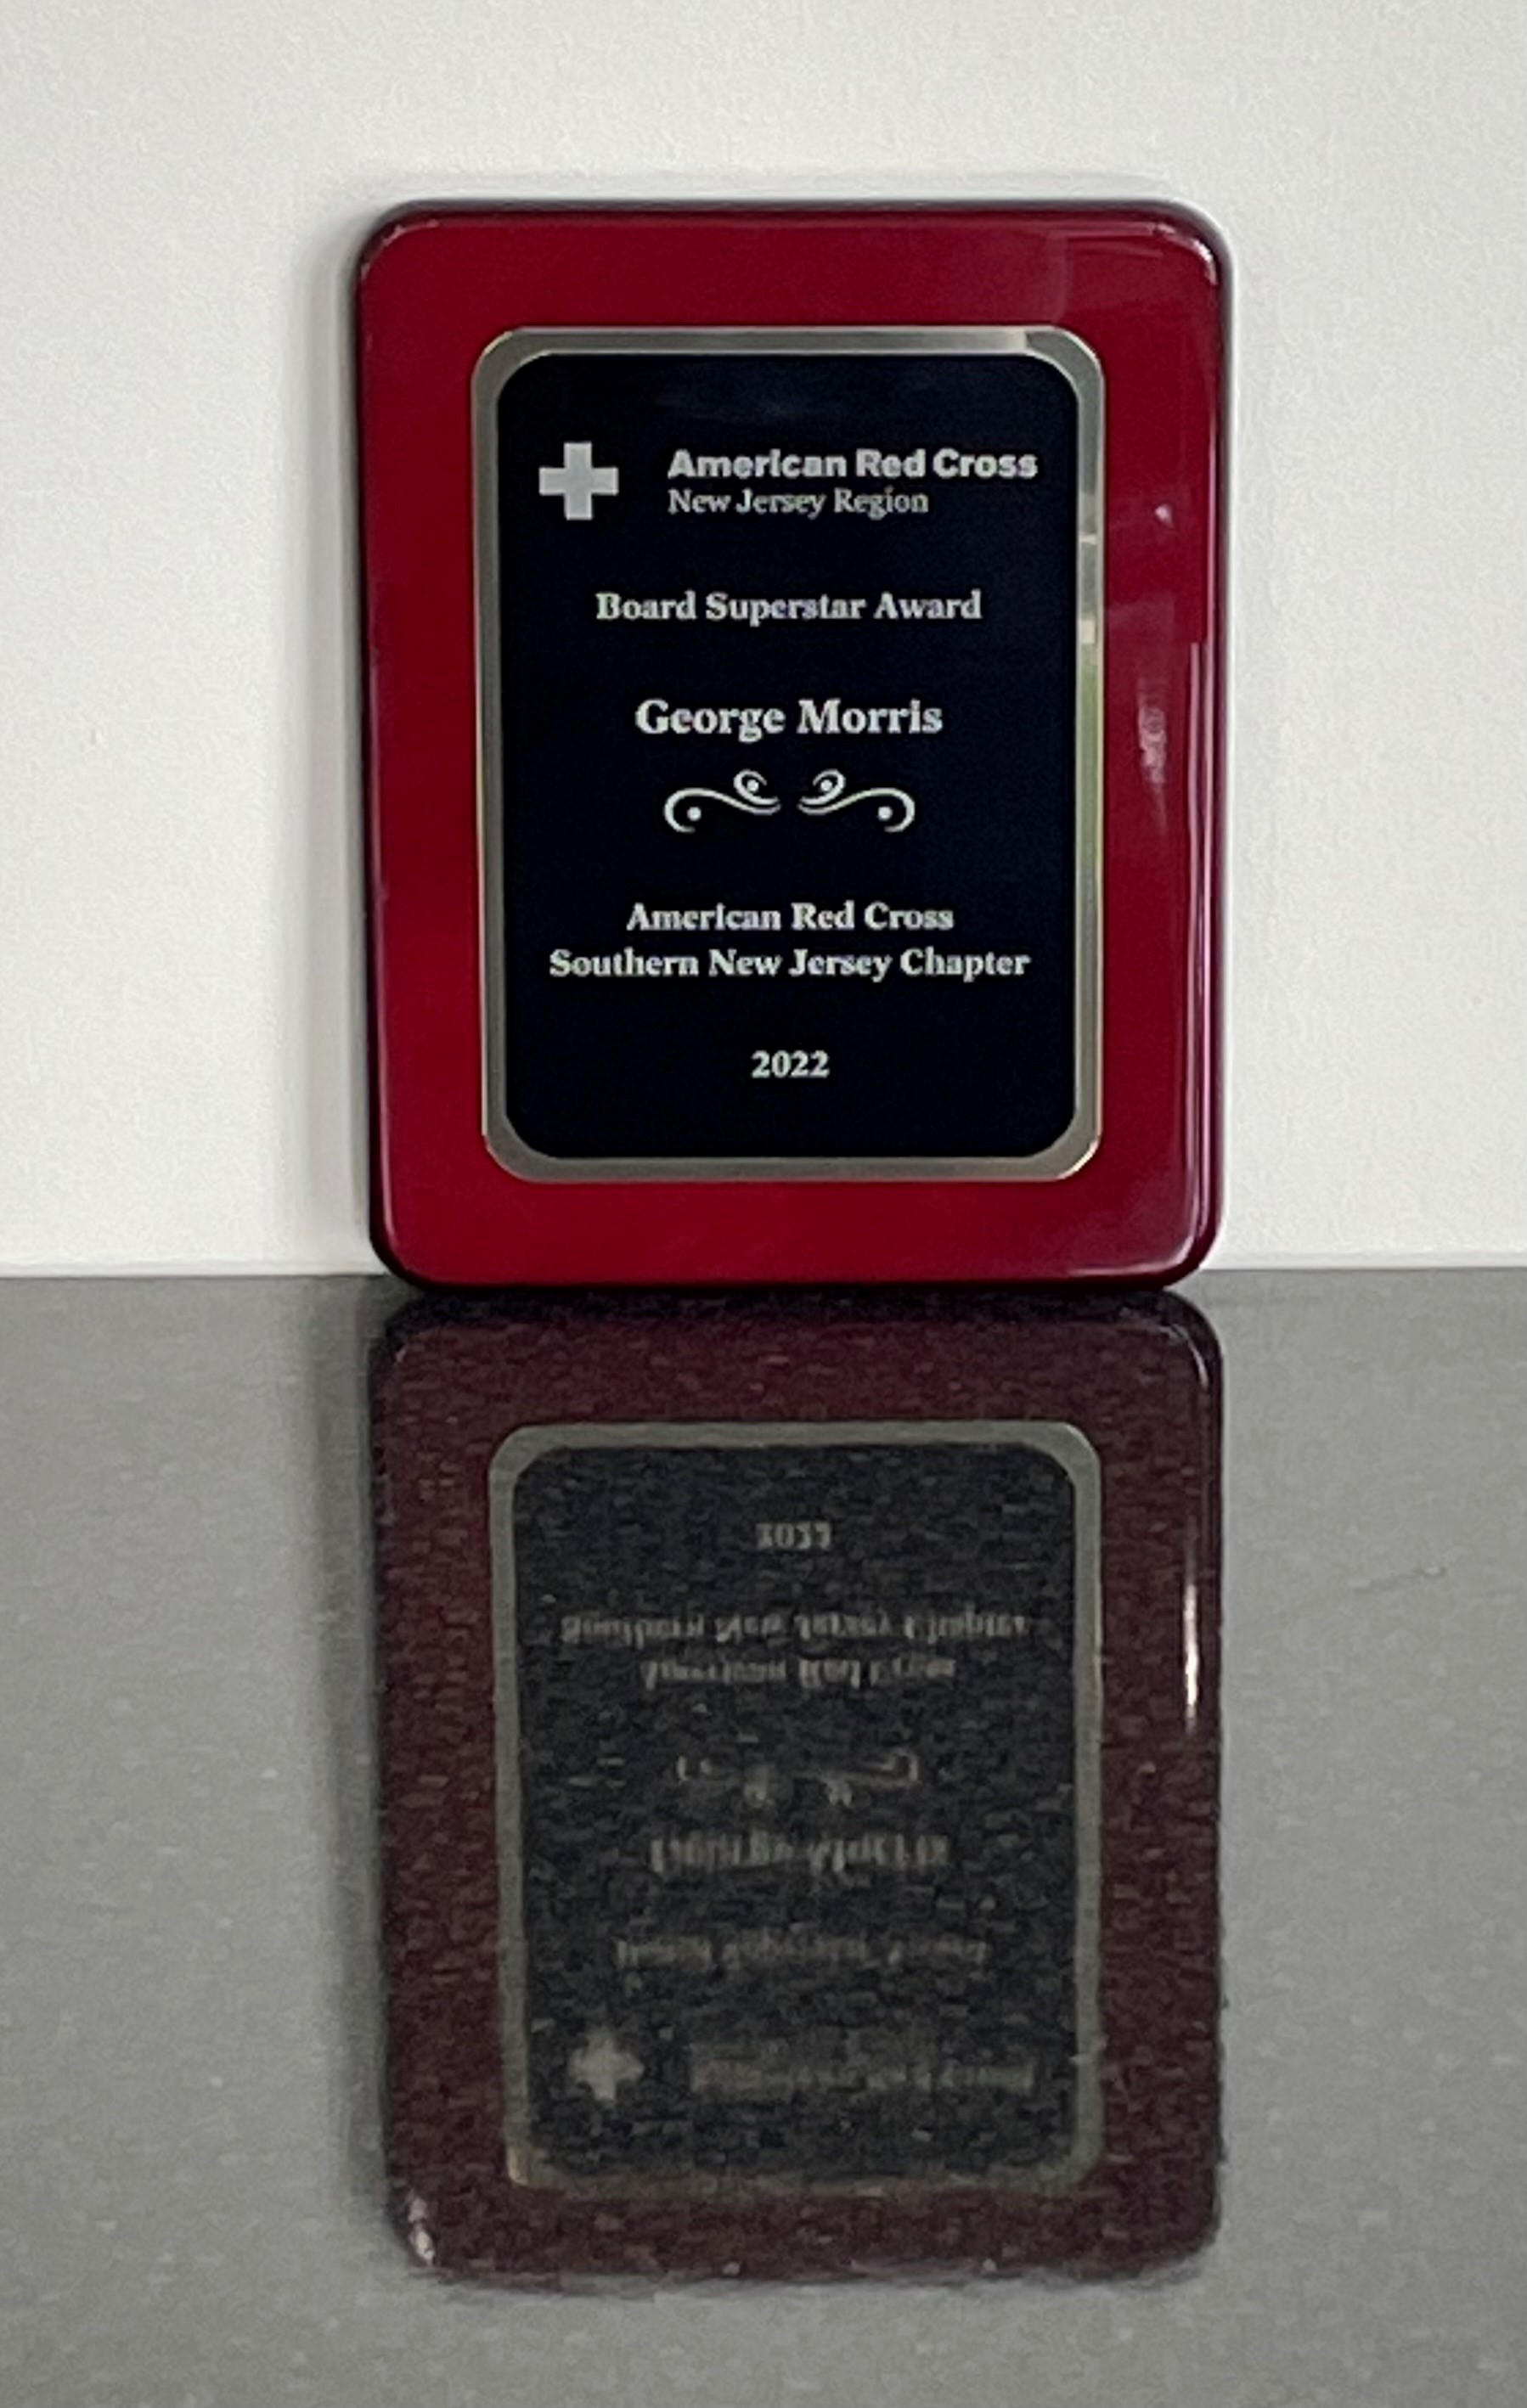 American Red Cross
New Jersey Region
Board Superstar Award
George Morris
American Red Cross
Southern New Jersey Chapter
2022